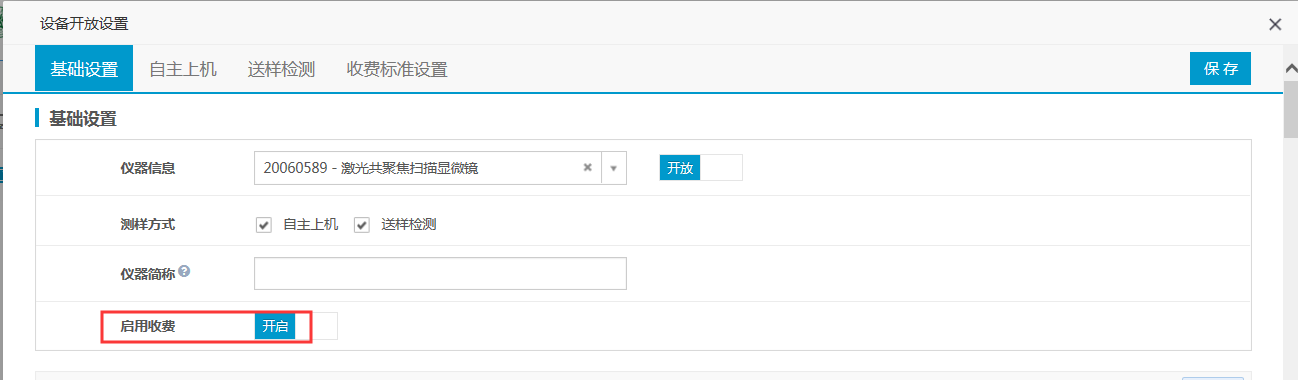 设备开放设置
基础设置 自主上机 送样检测 收费标准设置 保存
基础设置
仪器信息 20060589 - 激光共聚焦扫描显微镜 开放
测样方式 自主上机 送样检测
仪器简称
启用收费 开启